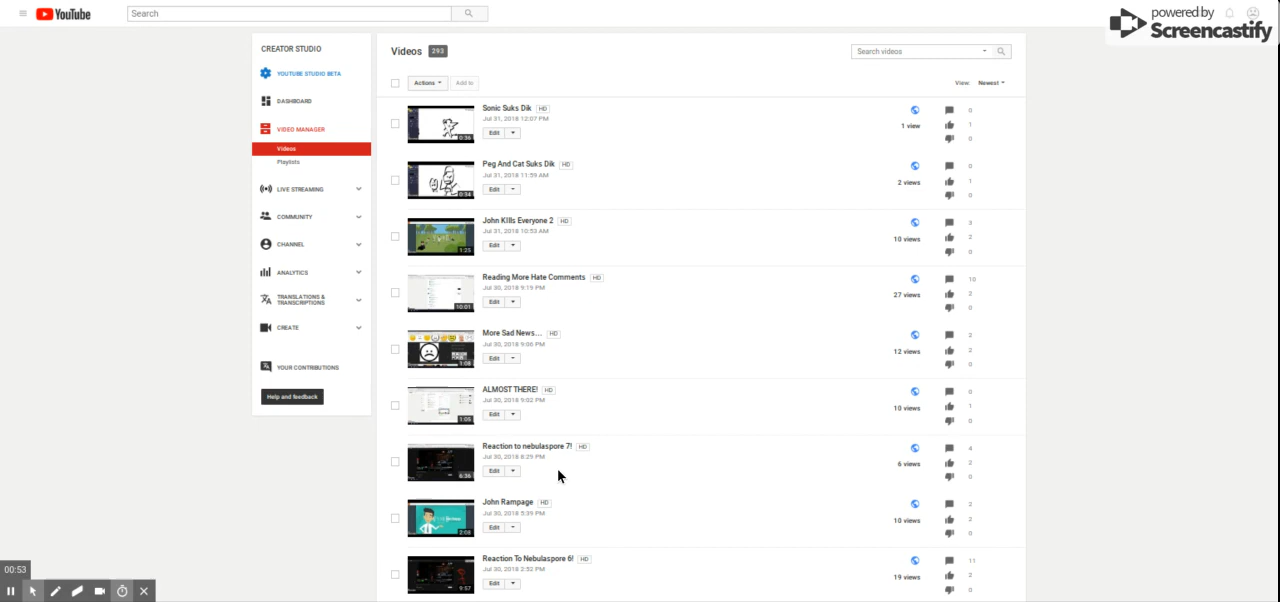 YouTube
Search
powered by
Screencastify
CREATOR STUDIO
YOUTUBE STUDIO BETA
DASHBOARD
VIDEO MANAGER
Videos
Playlists
LIVE STREAMING
COMMUNITY
CHANNEL
ANALYTICS
TRANSLATIONS &
TRANSCRIPTIONS
CREATE
YOUR CONTRIBUTIONS
Help and feedback
Videos 293
Search videos
Actions Add to
View: Newest
Sonic Suks Dik HD
Jul 31, 2018 12:07 PM
Edit
0:36
1 view
0
1
0
Peg And Cat Suks Dik HD
Jul 31, 2018 11:59 AM
Edit
0:34
2 views
0
1
0
John KIlls Everyone 2 HD
Jul 31, 2018 10:53 AM
Edit
1:25
10 views
3
2
0
Reading More Hate Comments HD
Jul 30, 2018 9:19 PM
Edit
10:01
27 views
10
2
0
More Sad News... HD
Jul 30, 2018 9:06 PM
Edit
1:08
12 views
2
2
0
ALMOST THERE! HD
Jul 30, 2018 9:02 PM
Edit
1:05
10 views
0
1
0
Reaction to nebulaspore 7! HD
Jul 30, 2018 8:29 PM
Edit
6:36
6 views
4
2
0
John Rampage HD
Jul 30, 2018 5:39 PM
Edit
2:08
10 views
2
2
0
Reaction To Nebulaspore 6! HD
Jul 30, 2018 2:52 PM
Edit
9:57
19 views
11
2
0
00:53